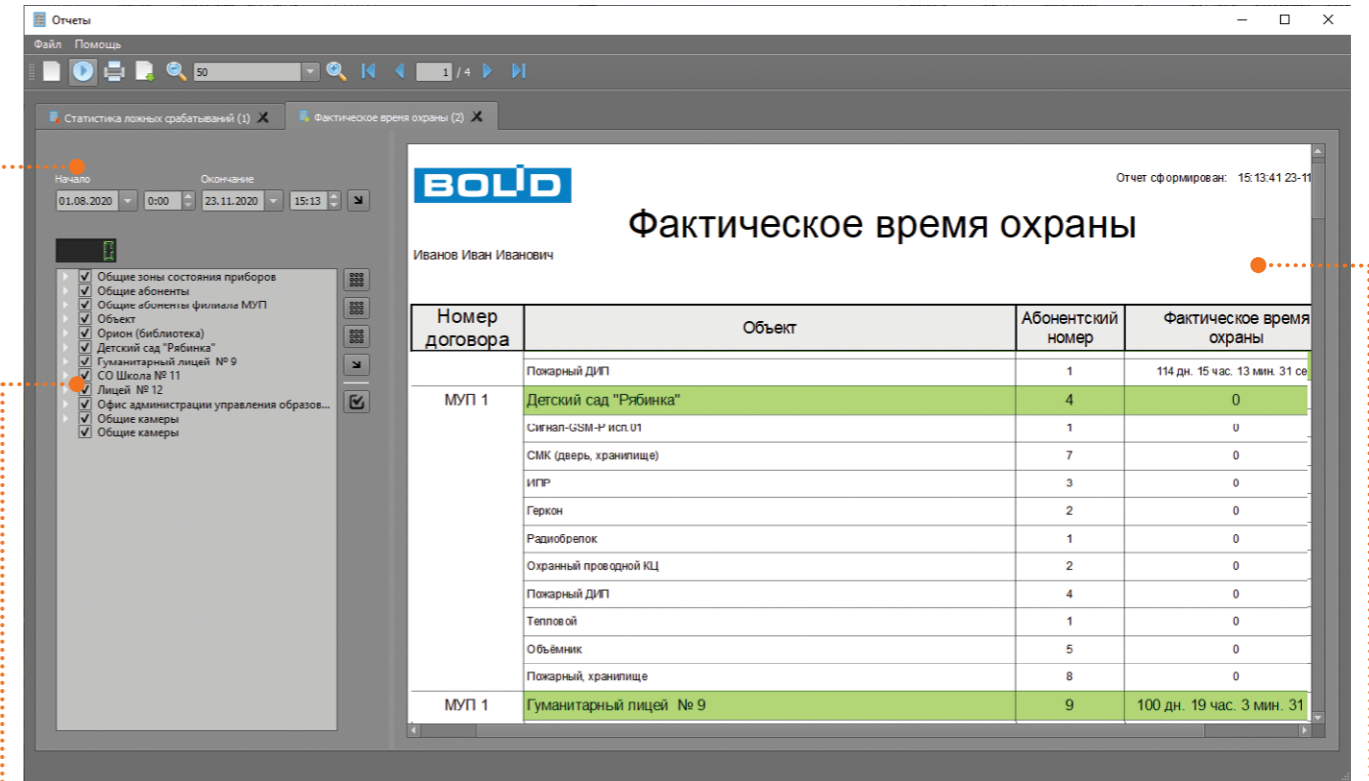 Отчеты
Файл Помощь
50 1 / 4
Статистика ложных срабатываний (1) Фактическое время охраны (2)
Начало Окончание
01.08.2020 0:00 23.11.2020 15:13
0
Общие зоны состояния приборов
Общие абоненты
Общие абоненты филиала МУП
Объект
Орион (библиотека)
Детский сад "Рябинка"
Гуманитарный лицей № 9
СО Школа № 11
Лицей № 12
Офис администрации управления образов...
Общие камеры
Общие камеры
BOLID
Отчет сформирован: 15:13:41 23-11
Фактическое время охраны
Иванов Иван Иванович
Номер договора Объект Абонентский номер Фактическое время охраны
Пожарный ДИП 1 114 дн. 15 час. 13 мин. 31 се
МУП 1 Детский сад "Рябинка" 4 0
Сигнал-GSM-Р исп.01 1 0
СМК (дверь, хранилище) 7 0
ИПР 3 0
Геркон 2 0
Радиобрелок 1 0
Охранный проводной КЦ 2 0
Пожарный ДИП 4 0
Тепловой 1 0
Объёмник 5 0
Пожарный, хранилище 8 0
МУП 1 Гуманитарный лицей № 9 9 100 дн. 19 час. 3 мин. 31